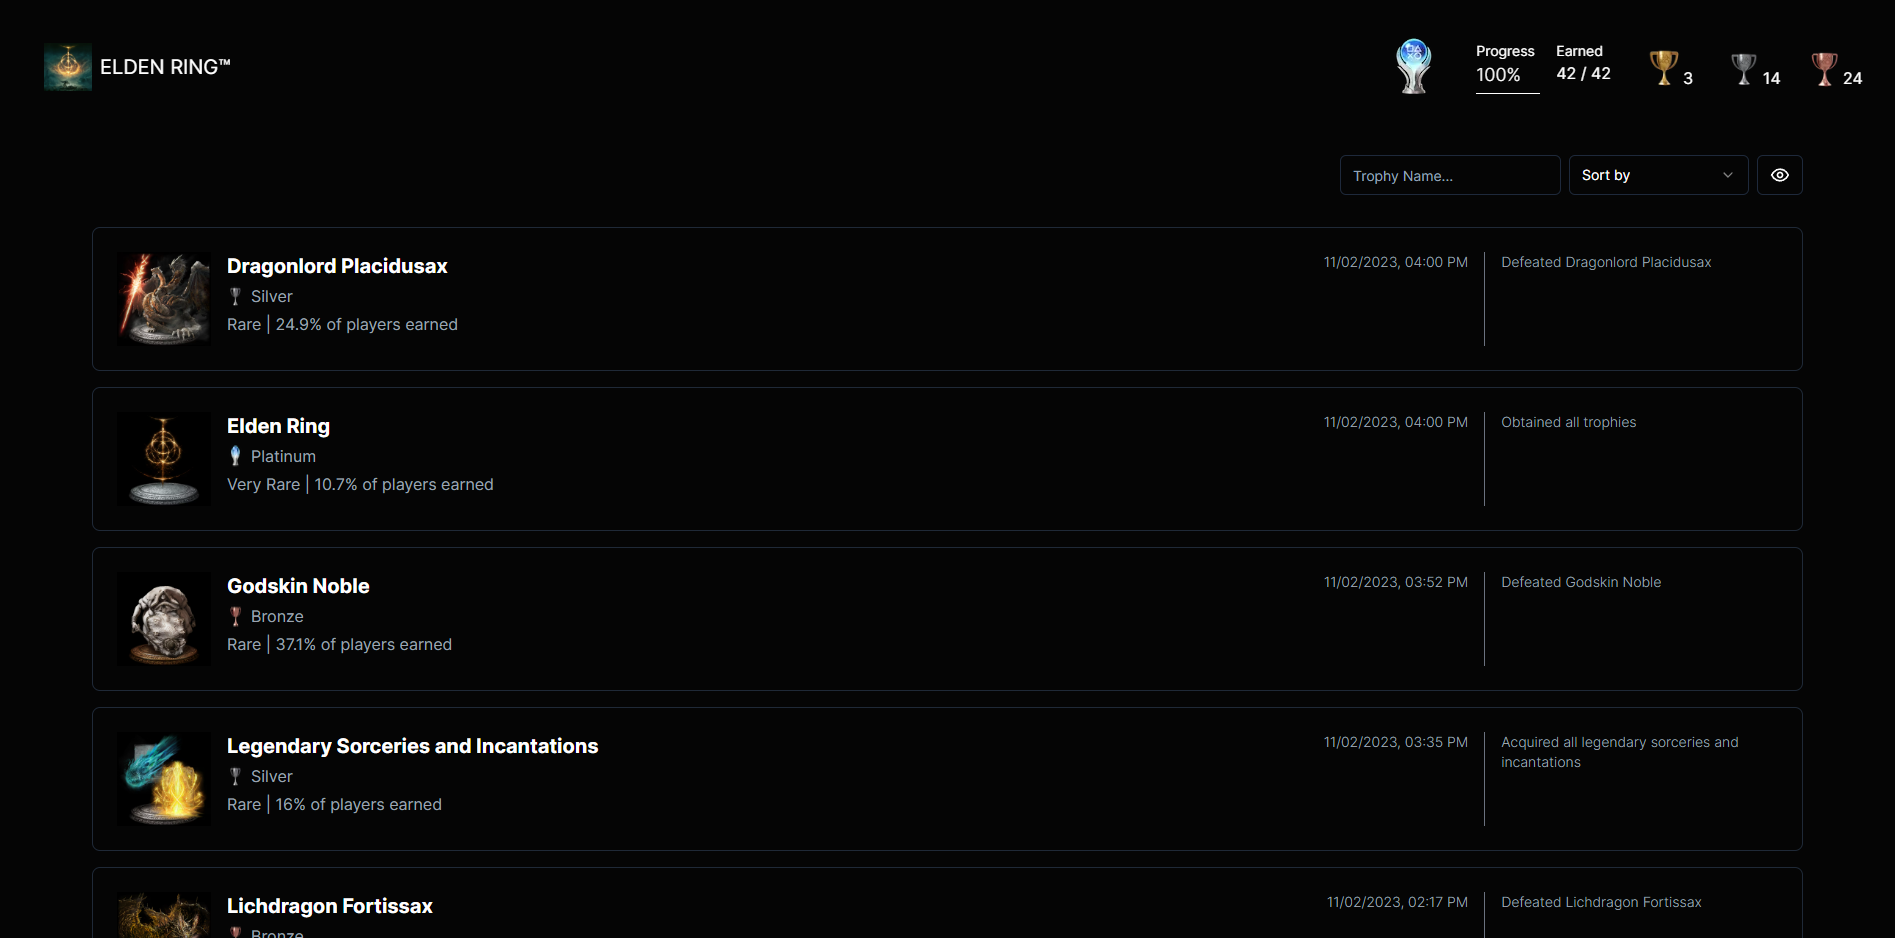 ELDEN RING™
Progress
100%
Earned
42 / 42
3
14
24
Trophy Name...
Sort by
Dragonlord Placidusax
Silver
Rare | 24.9% of players earned
11/02/2023, 04:00 PM
Defeated Dragonlord Placidusax
Elden Ring
Platinum
Very Rare | 10.7% of players earned
11/02/2023, 04:00 PM
Obtained all trophies
Godskin Noble
Bronze
Rare | 37.1% of players earned
11/02/2023, 03:52 PM
Defeated Godskin Noble
Legendary Sorceries and Incantations
Silver
Rare | 16% of players earned
11/02/2023, 03:35 PM
Acquired all legendary sorceries and
incantations
Lichdragon Fortissax
Bronze
11/02/2023, 02:17 PM
Defeated Lichdragon Fortissax